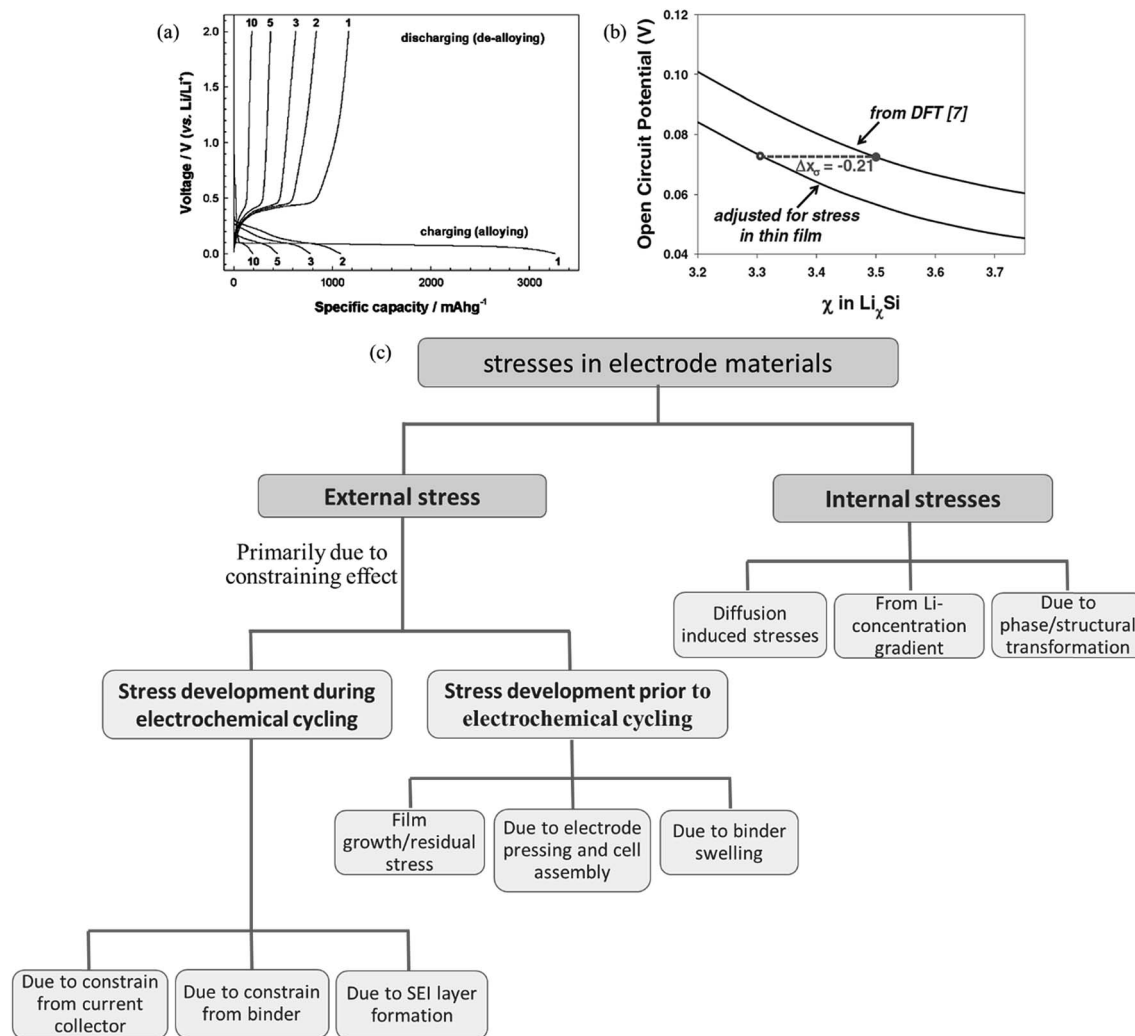 (a)
10 5 3 2 1
discharging (de-alloying)
charging (alloying)
10 5 3 2 1
2.0
1.5
1.0
0.5
0.0
Voltage / V (vs. Li/Li⁺)
0 1000 2000 3000
Specific capacity / mAhg⁻¹
(b)
0.12
0.10
0.08
0.06
0.04
Open Circuit Potential (V)
from DFT [7]
Δxσ = -0.21
adjusted for stress
in thin film
3.2 3.3 3.4 3.5 3.6 3.7
χ in LiχSi
(c)
stresses in electrode materials
External stress
Internal stresses
Primarily due to
constraining effect
Diffusion
induced stresses
From Li-
concentration
gradient
Due to
phase/structural
transformation
Stress development during
electrochemical cycling
Stress development prior to
electrochemical cycling
Film
growth/residual
stress
Due to electrode
pressing and cell
assembly
Due to binder
swelling
Due to constrain
from current
collector
Due to constrain
from binder
Due to SEI layer
formation